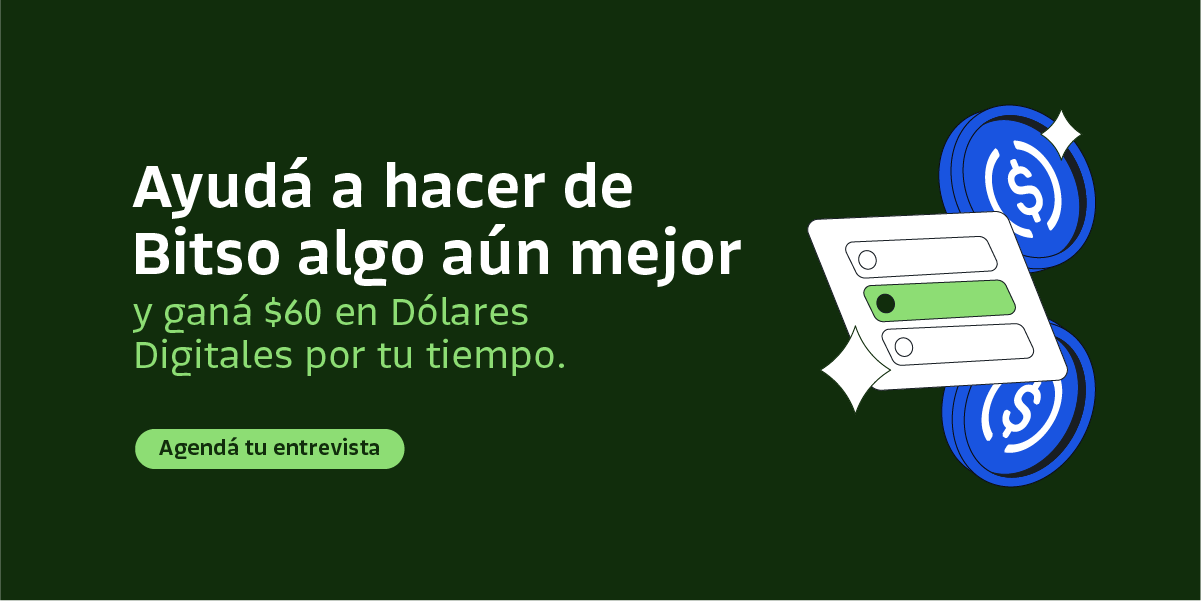 Ayudá a hacer de
Bitso algo aún mejor
y ganá $60 en Dólares
Digitales por tu tiempo.
Agendá tu entrevista